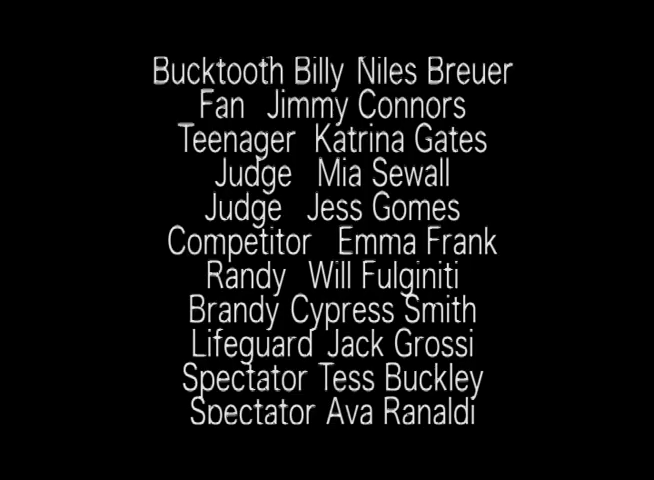 Bucktooth Billy Niles Breuer
Fan Jimmy Connors
Teenager Katrina Gates
Judge Mia Sewall
Judge Jess Gomes
Competitor Emma Frank
Randy Will Fulginiti
Brandy Cypress Smith
Lifeguard Jack Grossi
Spectator Tess Buckley
Spectator Ava Ranaldi